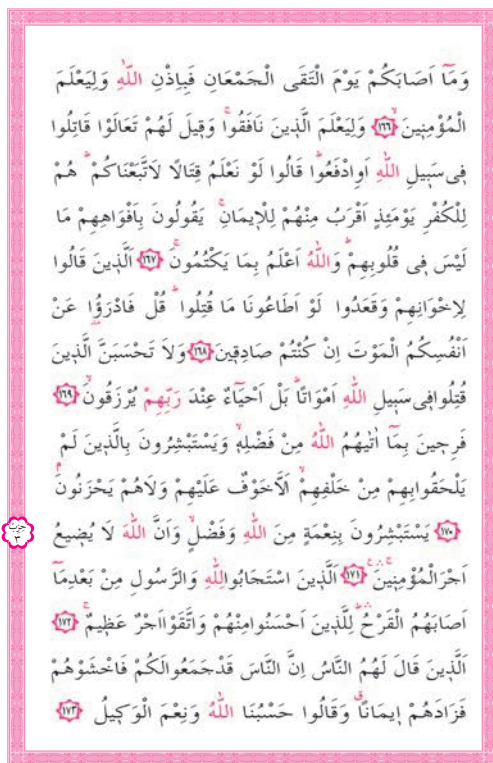 وَمَٓا اَصَابَكُمْ يَوْمَ الْتَقَى الْجَمْعَانِ فَبِاِذْنِ اللّٰهِ وَلِيَعْلَمَ
الْمُؤْمِنٖينَۙ ﴿١٦٦﴾ وَلِيَعْلَمَ الَّذٖينَ نَافَقُواۚ وَقٖيلَ لَهُمْ تَعَالَوْا قَاتِلُوا
فٖى سَبٖيلِ اللّٰهِ اَوِادْفَعُواؕ قَالُوا لَوْ نَعْلَمُ قِتَالًا لَاتَّبَعْنَاكُمْؕ هُمْ
لِلْكُفْرِ يَوْمَئِذٍ اَقْرَبُ مِنْهُمْ لِلْاٖيمَانِۚ يَقُولُونَ بِاَفْوَاهِهِمْ مَا
لَيْسَ فٖى قُلُوبِهِمْؕ وَاللّٰهُ اَعْلَمُ بِمَا يَكْتُمُونَۚ ﴿١٦٧﴾ اَلَّذٖينَ قَالُوا
لِاِخْوَانِهِمْ وَقَعَدُوا لَوْ اَطَاعُونَا مَا قُتِلُواؕ قُلْ فَادْرَؤُ۫ا عَنْ
اَنْفُسِكُمُ الْمَوْتَ اِنْ كُنْتُمْ صَادِقٖينَ ﴿١٦٨﴾ وَلَا تَحْسَبَنَّ الَّذٖينَ
قُتِلُوا فٖى سَبٖيلِ اللّٰهِ اَمْوَاتًاؕ بَلْ اَحْيَٓاءٌ عِنْدَ رَبِّهِمْ يُرْزَقُونَۙ ﴿١٦٩﴾
فَرِحٖينَ بِمَٓا اٰتٰيهُمُ اللّٰهُ مِنْ فَضْلِهٖۙ وَيَسْتَبْشِرُونَ بِالَّذٖينَ لَمْ
يَلْحَقُوا بِهِمْ مِنْ خَلْفِهِمْۙ اَلَّا خَوْفٌ عَلَيْهِمْ وَلَا هُمْ يَحْزَنُونَۘ
﴿١٧٠﴾ يَسْتَبْشِرُونَ بِنِعْمَةٍ مِنَ اللّٰهِ وَفَضْلٍۙ وَاَنَّ اللّٰهَ لَا يُضٖيعُ
حزب ٣
اَجْرَ الْمُؤْمِنٖينَۚۛ ﴿١٧١﴾ اَلَّذٖينَ اسْتَجَابُوا لِلّٰهِ وَالرَّسُولِ مِنْ بَعْدِ مَٓا
اَصَابَهُمُ الْقَرْحُۚۛ لِلَّذٖينَ اَحْسَنُوا مِنْهُمْ وَاتَّقَوْا اَجْرٌ عَظٖيمٌۚ ﴿١٧٢﴾
اَلَّذٖينَ قَالَ لَهُمُ النَّاسُ اِنَّ النَّاسَ قَدْ جَمَعُوا لَكُمْ فَاخْشَوْهُمْ
فَزَادَهُمْ اٖيمَانًاۗ وَقَالُوا حَسْبُنَا اللّٰهُ وَنِعْمَ الْوَكٖيلُ ﴿١٧٣﴾